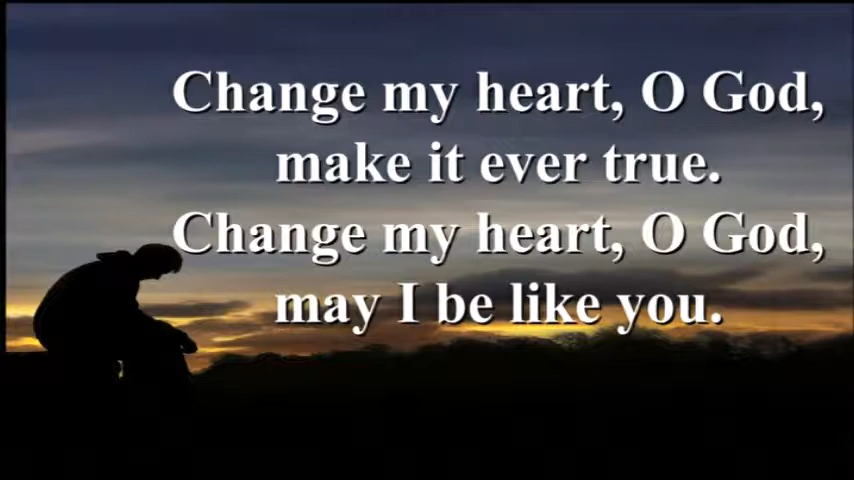 Change my heart, O God,
make it ever true.
Change my heart, O God,
may I be like you.